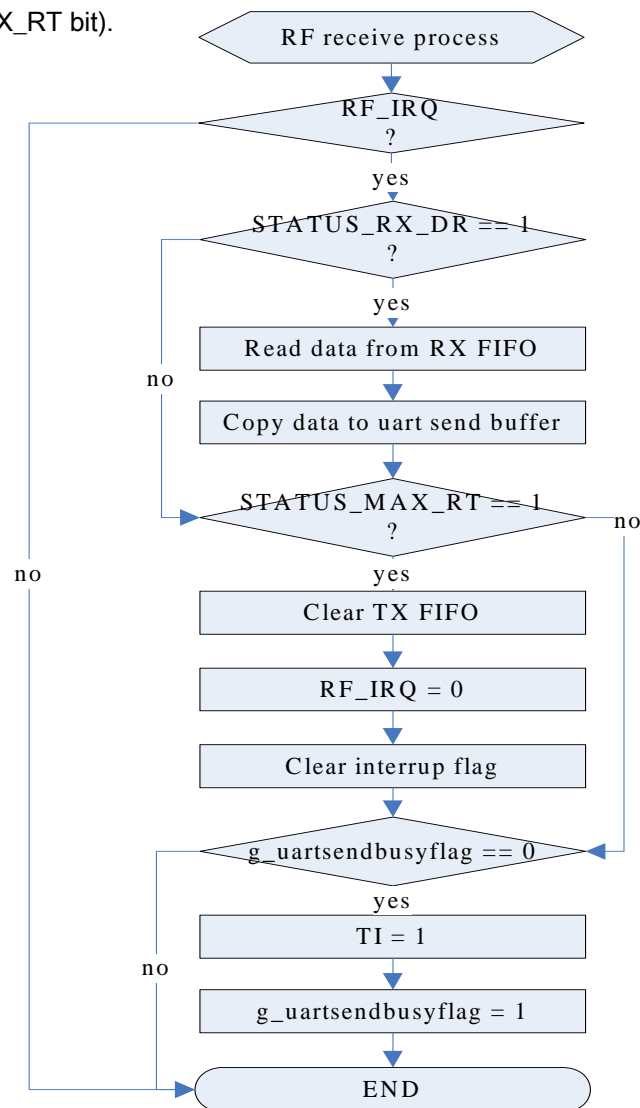 X_RT bit).
RF receive process
RF_IRQ
?
yes
STATUS_RX_DR == 1
?
yes
Read data from RX FIFO
no
Copy data to uart send buffer
STATUS_MAX_RT == 1
?
no
yes
no
Clear TX FIFO
RF_IRQ = 0
Clear interrup flag
g_uartsendbusyflag == 0
yes
TI = 1
no
g_uartsendbusyflag = 1
END